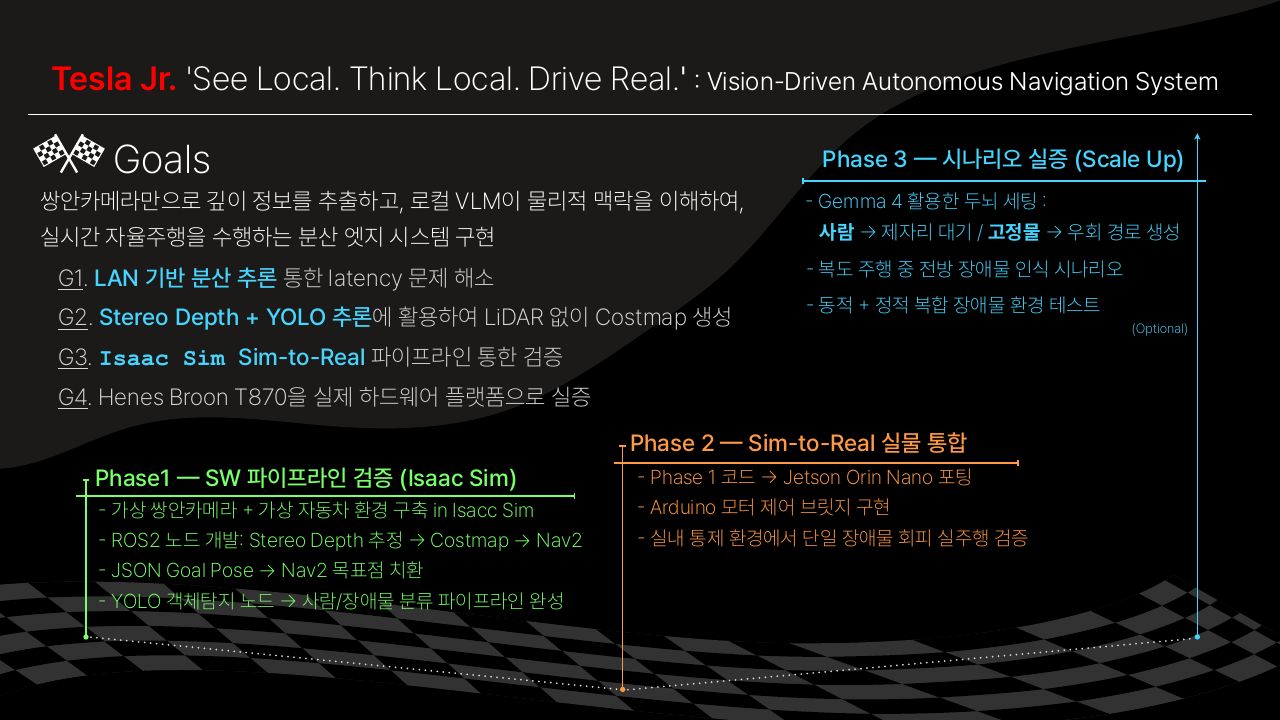 Tesla Jr. 'See Local. Think Local. Drive Real.' : Vision-Driven Autonomous Navigation System
Goals
쌍안카메라만으로 깊이 정보를 추출하고, 로컬 VLM이 물리적 맥락을 이해하여,
실시간 자율주행을 수행하는 분산 엣지 시스템 구현
G1. LAN 기반 분산 추론 통한 latency 문제 해소
G2. Stereo Depth + YOLO 추론에 활용하여 LiDAR 없이 Costmap 생성
G3. Isaac Sim Sim-to-Real 파이프라인 통한 검증
G4. Henes Broon T870을 실제 하드웨어 플랫폼으로 실증
Phase1 — SW 파이프라인 검증 (Isaac Sim)
- 가상 쌍안카메라 + 가상 자동차 환경 구축 in Isacc Sim
- ROS2 노드 개발: Stereo Depth 추정 → Costmap → Nav2
- JSON Goal Pose → Nav2 목표점 치환
- YOLO 객체탐지 노드 → 사람/장애물 분류 파이프라인 완성
Phase 2 — Sim-to-Real 실물 통합
- Phase 1 코드 → Jetson Orin Nano 포팅
- Arduino 모터 제어 브릿지 구현
- 실내 통제 환경에서 단일 장애물 회피 실주행 검증
Phase 3 — 시나리오 실증 (Scale Up)
- Gemma 4 활용한 두뇌 세팅 :
사람 → 제자리 대기 / 고정물 → 우회 경로 생성
- 복도 주행 중 전방 장애물 인식 시나리오
- 동적 + 정적 복합 장애물 환경 테스트
(Optional)